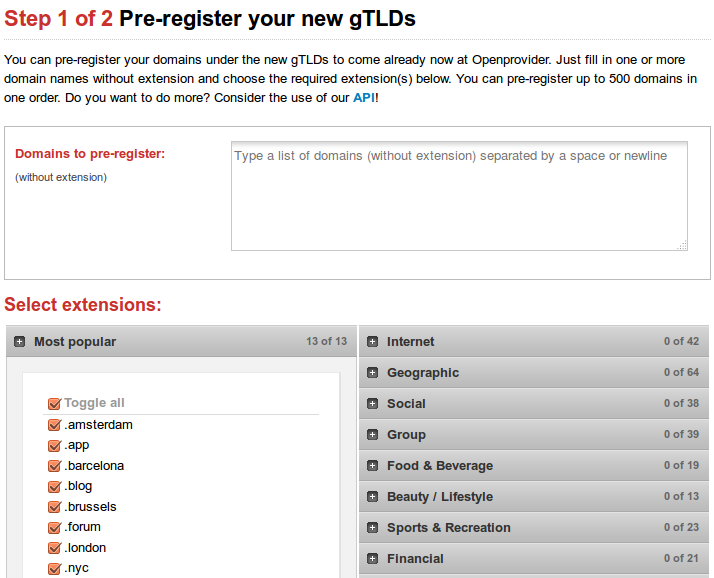 Step 1 of 2 Pre-register your new gTLDs
You can pre-register your domains under the new gTLDs to come already now at Openprovider. Just fill in one or more
domain names without extension and choose the required extension(s) below. You can pre-register up to 500 domains in
one order. Do you want to do more? Consider the use of our API!
Domains to pre-register:
(without extension)
Type a list of domains (without extension) separated by a space or newline
Select extensions:
Most popular 13 of 13
Toggle all
.amsterdam
.app
.barcelona
.blog
.brussels
.forum
.london
.nyc
Internet 0 of 42
Geographic 0 of 64
Social 0 of 38
Group 0 of 39
Food & Beverage 0 of 19
Beauty / Lifestyle 0 of 13
Sports & Recreation 0 of 23
Financial 0 of 21